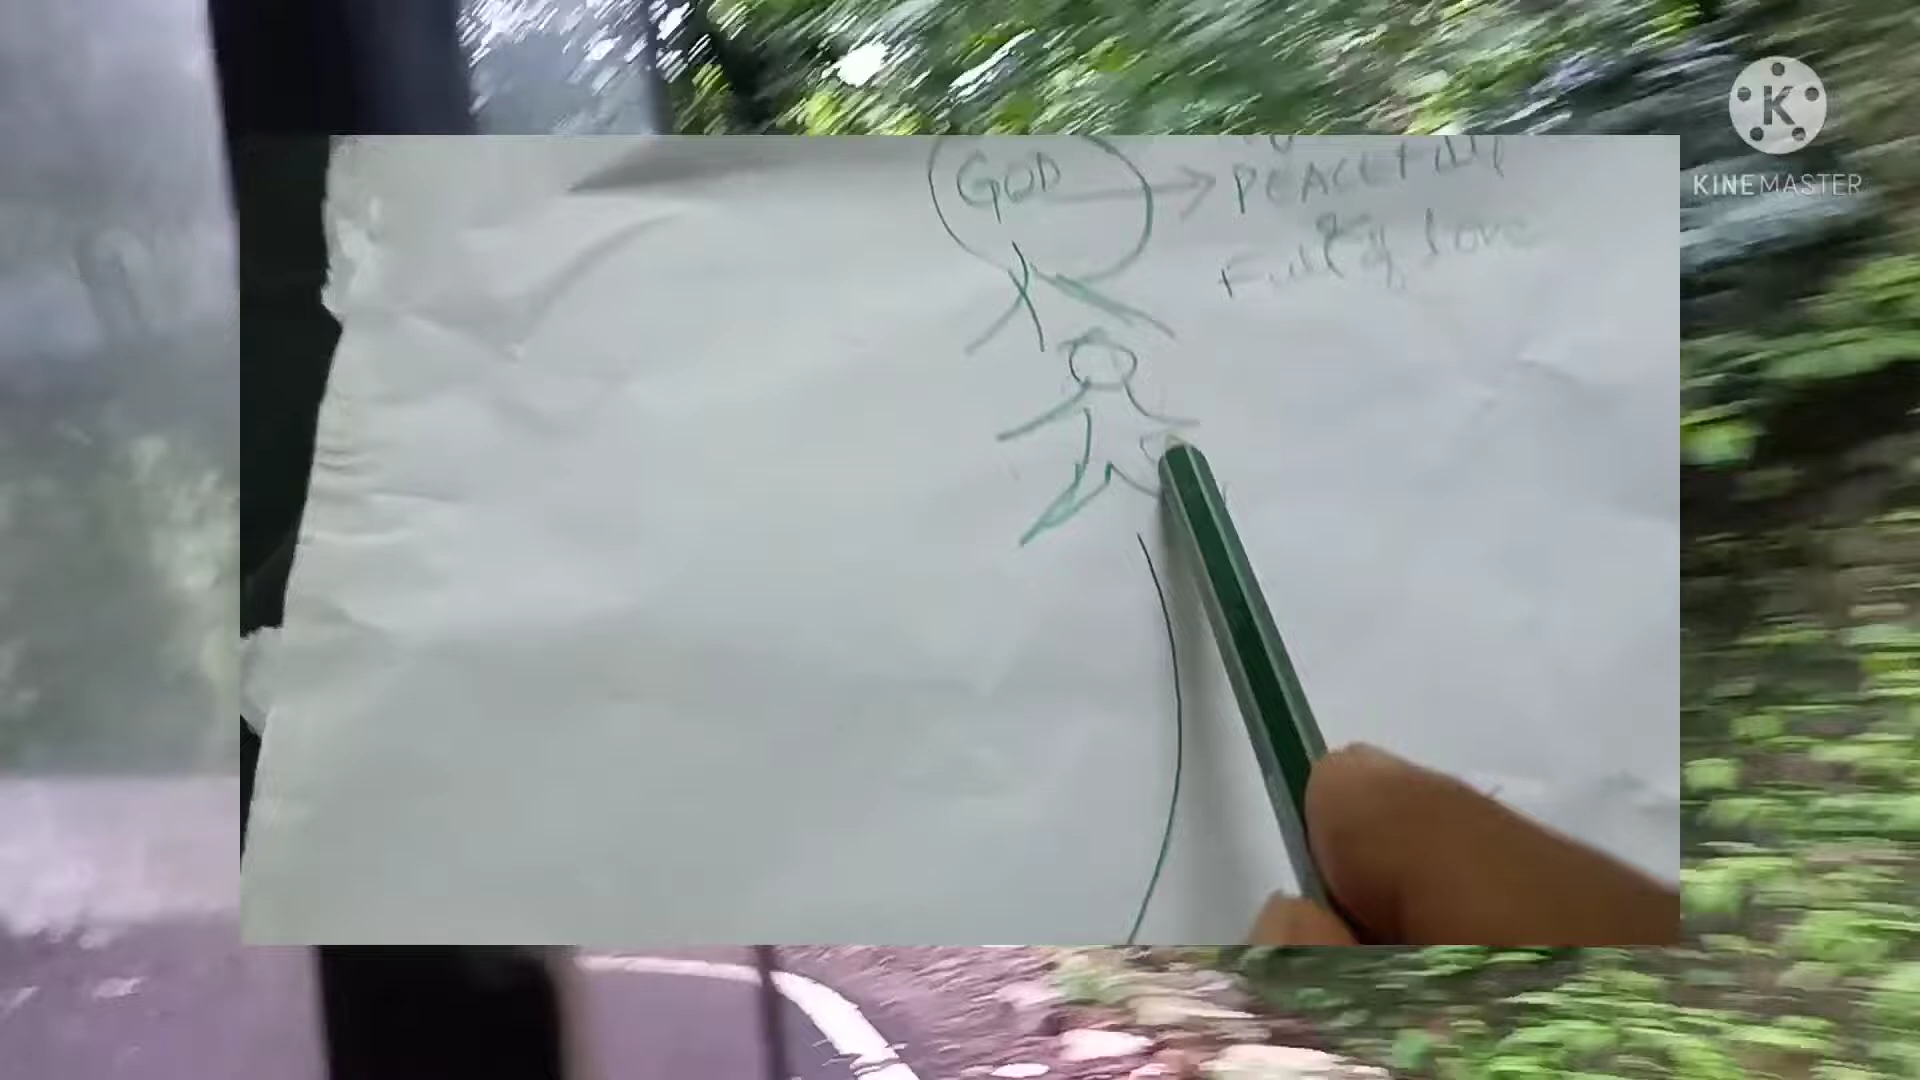 GOD
PEACEFUL
Full of Love
K
KINEMASTER